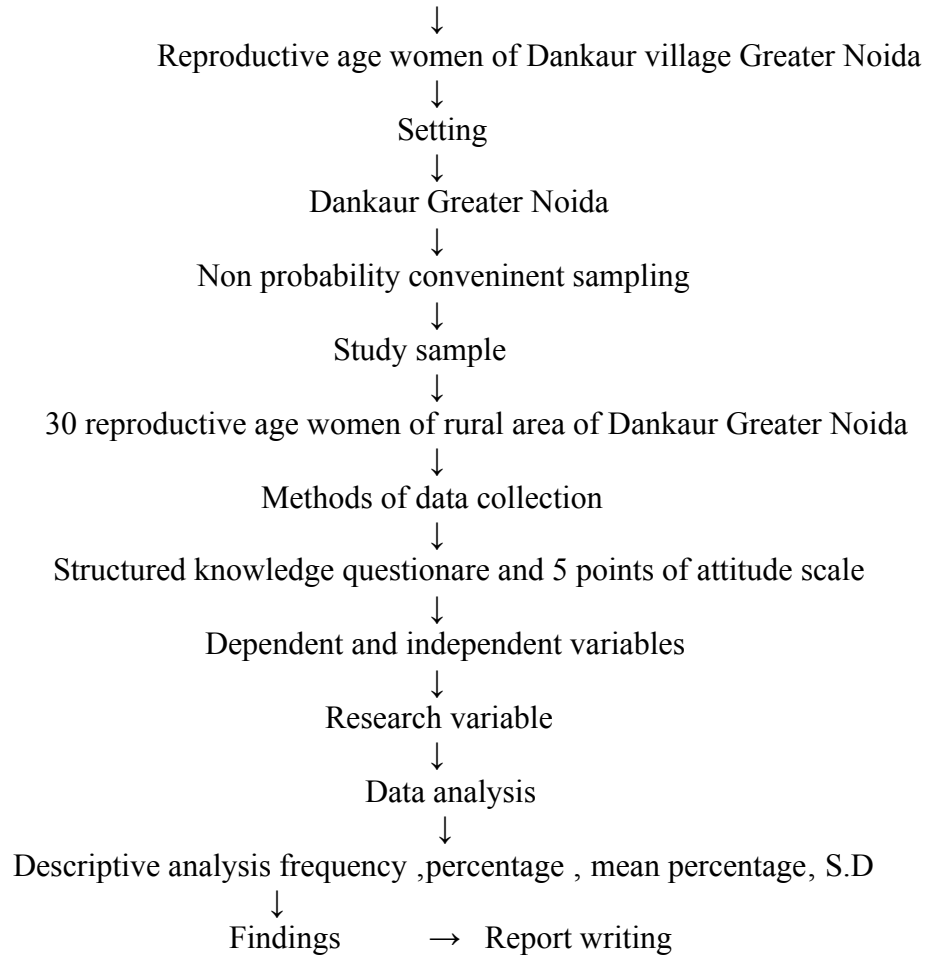 ↓
Reproductive age women of Dankaur village Greater Noida
↓
Setting
↓
Dankaur Greater Noida
↓
Non probability conveninent sampling
↓
Study sample
↓
30 reproductive age women of rural area of Dankaur Greater Noida
↓
Methods of data collection
↓
Structured knowledge questionare and 5 points of attitude scale
↓
Dependent and independent variables
↓
Research variable
↓
Data analysis
↓
Descriptive analysis frequency ,percentage , mean percentage, S.D
↓
Findings → Report writing